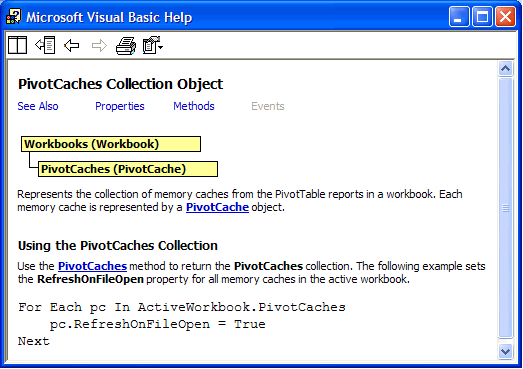 Microsoft Visual Basic Help
PivotCaches Collection Object
See Also Properties Methods Events
Workbooks (Workbook)
PivotCaches (PivotCache)
Represents the collection of memory caches from the PivotTable reports in a workbook. Each
memory cache is represented by a PivotCache object.
Using the PivotCaches Collection
Use the PivotCaches method to return the PivotCaches collection. The following example sets
the RefreshOnFileOpen property for all memory caches in the active workbook.
For Each pc In ActiveWorkbook.PivotCaches
    pc.RefreshOnFileOpen = True
Next